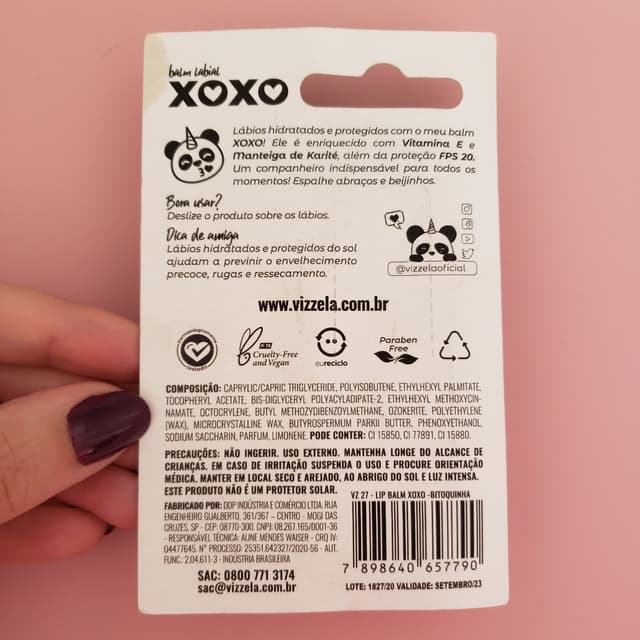 balm labial
XOXO
Lábios hidratados e protegidos com o meu balm
XOXO! Ele é enriquecido com Vitamina E e
Manteiga de Karité, além da proteção FPS 20.
Um companheiro indispensável para todos os
momentos! Espalhe abraços e beijinhos.
Bora usar?
Deslize o produto sobre os lábios.
Dica de amiga
Lábios hidratados e protegidos do sol
ajudam a previnir o envelhecimento
precoce, rugas e ressecamento.
@vizzelaoficial
www.vizzela.com.br
Dermatologicamente
testado
PETA
Cruelty-Free
and Vegan
eureciclo
Paraben
Free
COMPOSIÇÃO: CAPRYLIC/CAPRIC TRIGLYCERIDE, POLYISOBUTENE, ETHYLHEXYL PALMITATE,
TOCOPHERYL ACETATE, BIS-DIGLYCERYL POLYACYLADIPATE-2, ETHYLHEXYL METHOXYCIN-
NAMATE, OCTOCRYLENE, BUTYL METHOZYDIBENZOYLMETHANE, OZOKERITE, POLYETHYLENE
(WAX), MICROCRYSTALLINE WAX, BUTYROSPERMUM PARKII BUTTER, PHENOXYETHANOL,
SODIUM SACCHARIN, PARFUM, LIMONENE. PODE CONTER: CI 15850, CI 77891, CI 15880.
PRECAUÇÕES: NÃO INGERIR. USO EXTERNO. MANTENHA LONGE DO ALCANCE DE
CRIANÇAS. EM CASO DE IRRITAÇÃO SUSPENDA O USO E PROCURE ORIENTAÇÃO
MÉDICA. MANTER EM LOCAL SECO E AREJADO, AO ABRIGO DO SOL E LUZ INTENSA.
ESTE PRODUTO NÃO É UM PROTETOR SOLAR.
FABRICADO POR: DDP INDÚSTRIA E COMÉRCIO LTDA. RUA
ENGENHEIRO GUALBERTO, 361/367 – CENTRO - MOGI DAS
CRUZES, SP - CEP: 08770-300. CNPJ: 08.267.165/0001-36
- RESPONSÁVEL TÉCNICA: ALINE MENDES WAISER - CRQ IV:
04477645. N° PROCESSO: 25351.642327/2020-56 - AUT.
FUNC.: 2.04.611-3 - INDÚSTRIA BRASILEIRA
SAC: 0800 771 3174
sac@vizzela.com.br
VZ 27 - LIP BALM XOXO -BITOQUINHA
7 898640 657790
LOTE: 1827/20 VALIDADE: SETEMBRO/23